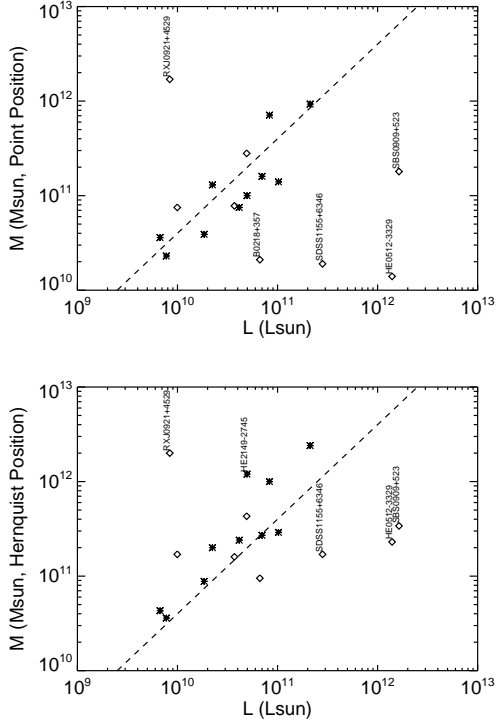 10^13
10^12
10^11
10^10
M (Msun, Point Position)
RXJ0921+4529
B0218+357
SDSS1155+6346
HE0512-3329
SBS0909+523
10^9 10^10 10^11 10^12 10^13
L (Lsun)
10^13
10^12
10^11
10^10
M (Msun, Hernquist Position)
RXJ0921+4529
HE2149-2745
SDSS1155+6346
HE0512-3329
SBS0909+523
10^9 10^10 10^11 10^12 10^13
L (Lsun)